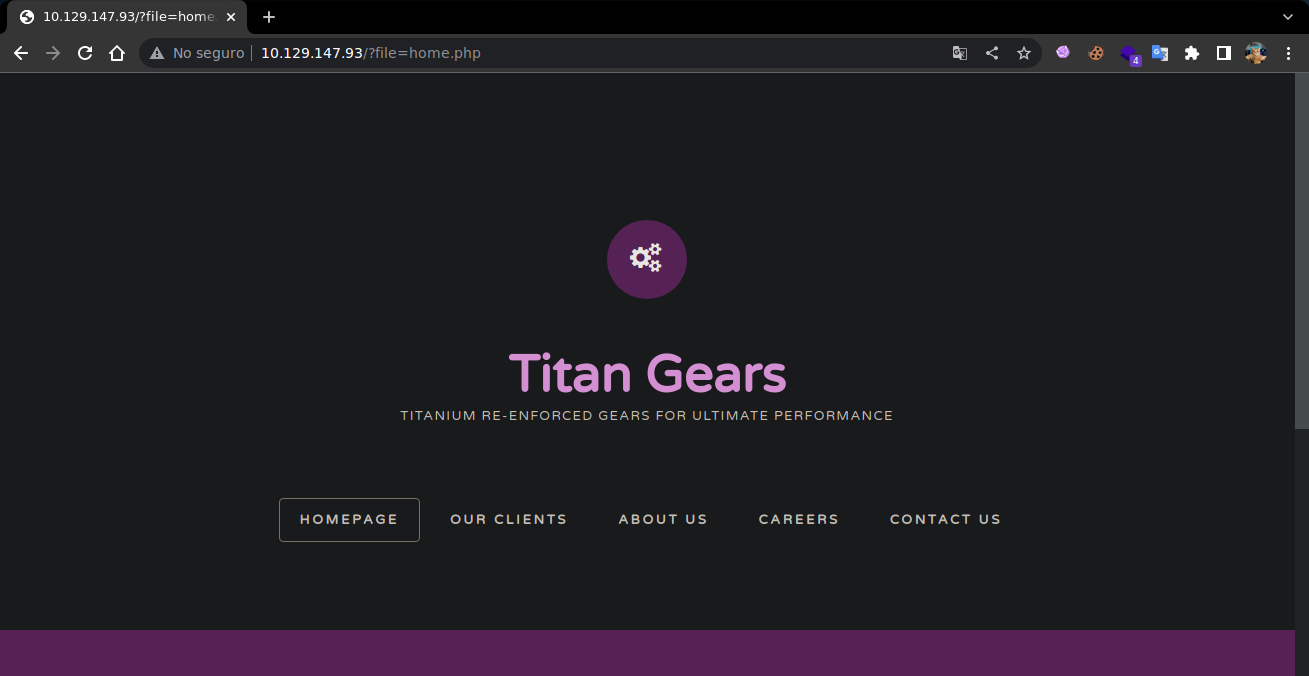 10.129.147.93/?file=home.
No seguro 10.129.147.93/?file=home.php
4
Titan Gears
TITANIUM RE-ENFORCED GEARS FOR ULTIMATE PERFORMANCE
HOMEPAGE OUR CLIENTS ABOUT US CAREERS CONTACT US